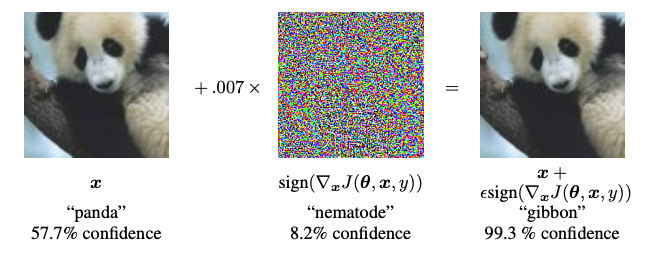 + .007 ×
=
x
sign(∇ₓJ(θ, x, y))
x +
ϵsign(∇ₓJ(θ, x, y))
“panda”
“nematode”
“gibbon”
57.7% confidence
8.2% confidence
99.3 % confidence